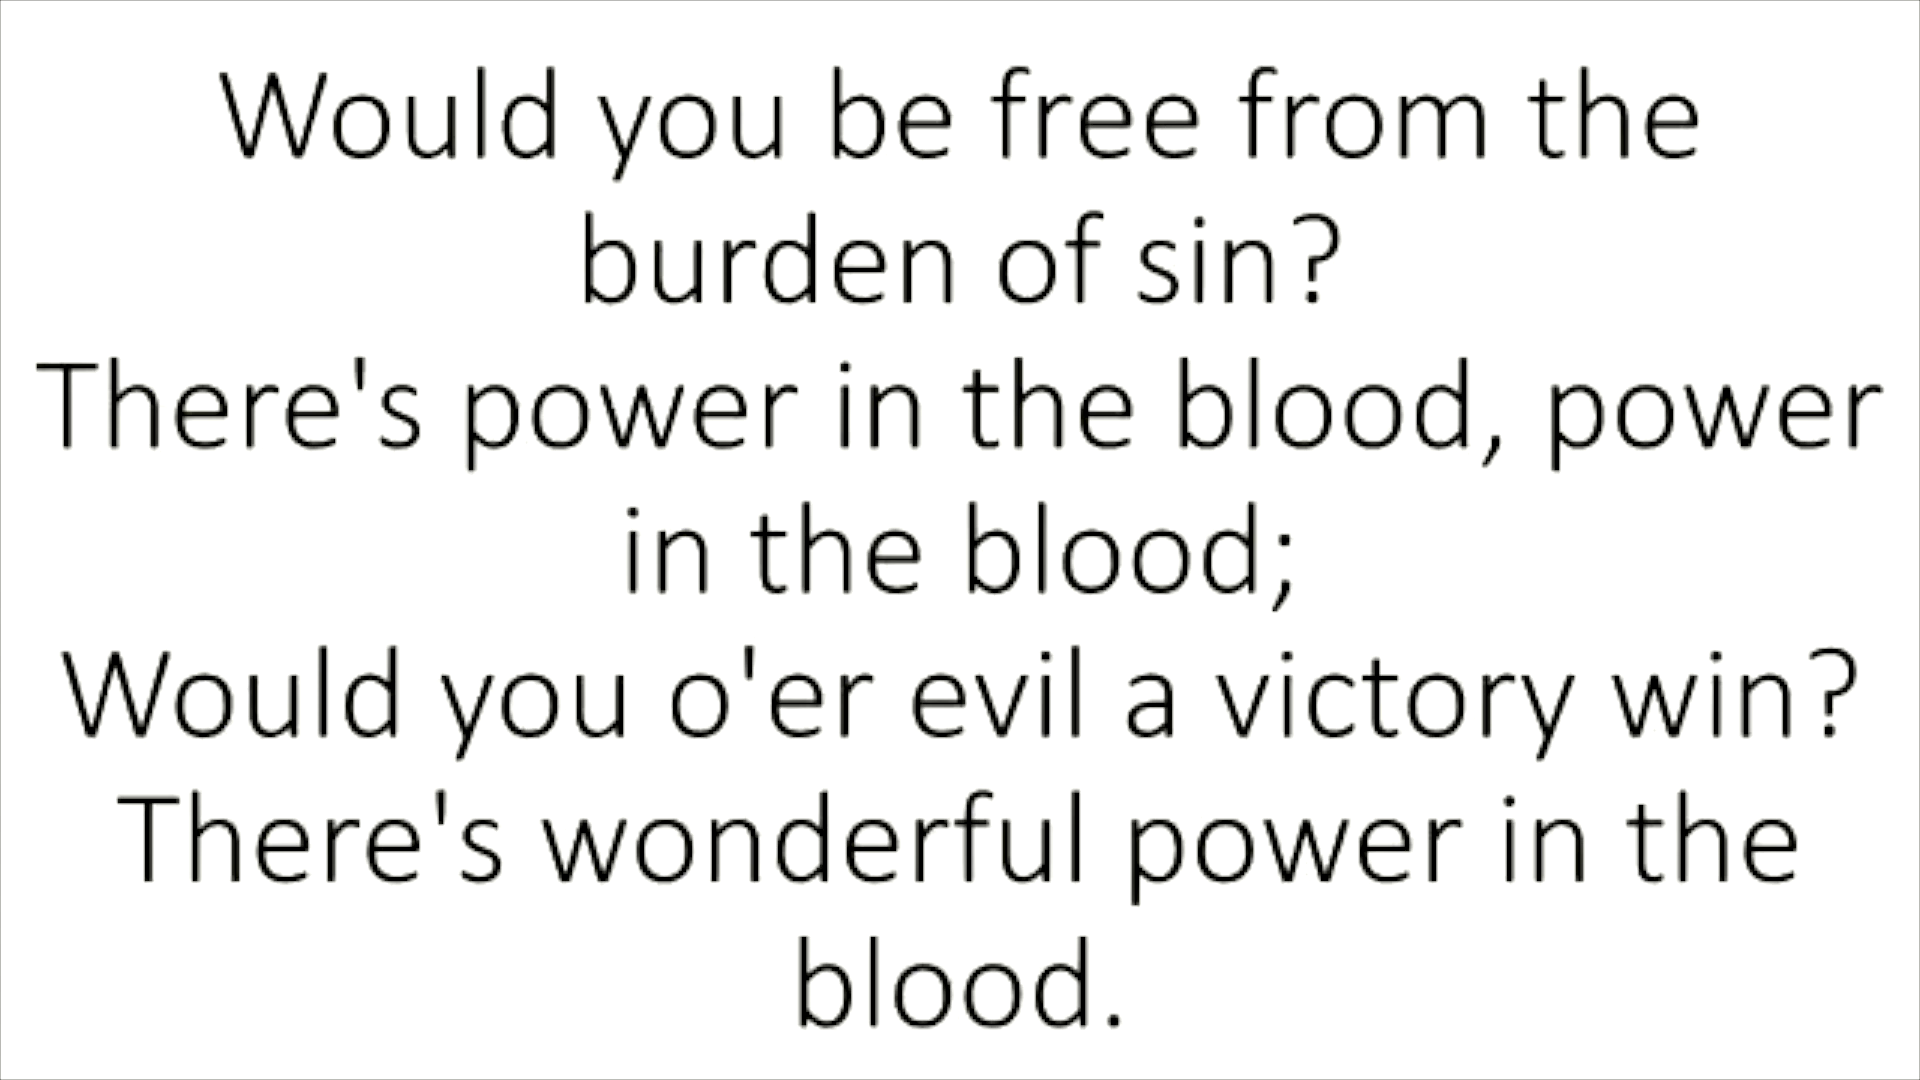 Would you be free from the
burden of sin?
There's power in the blood, power
in the blood;
Would you o'er evil a victory win?
There's wonderful power in the
blood.